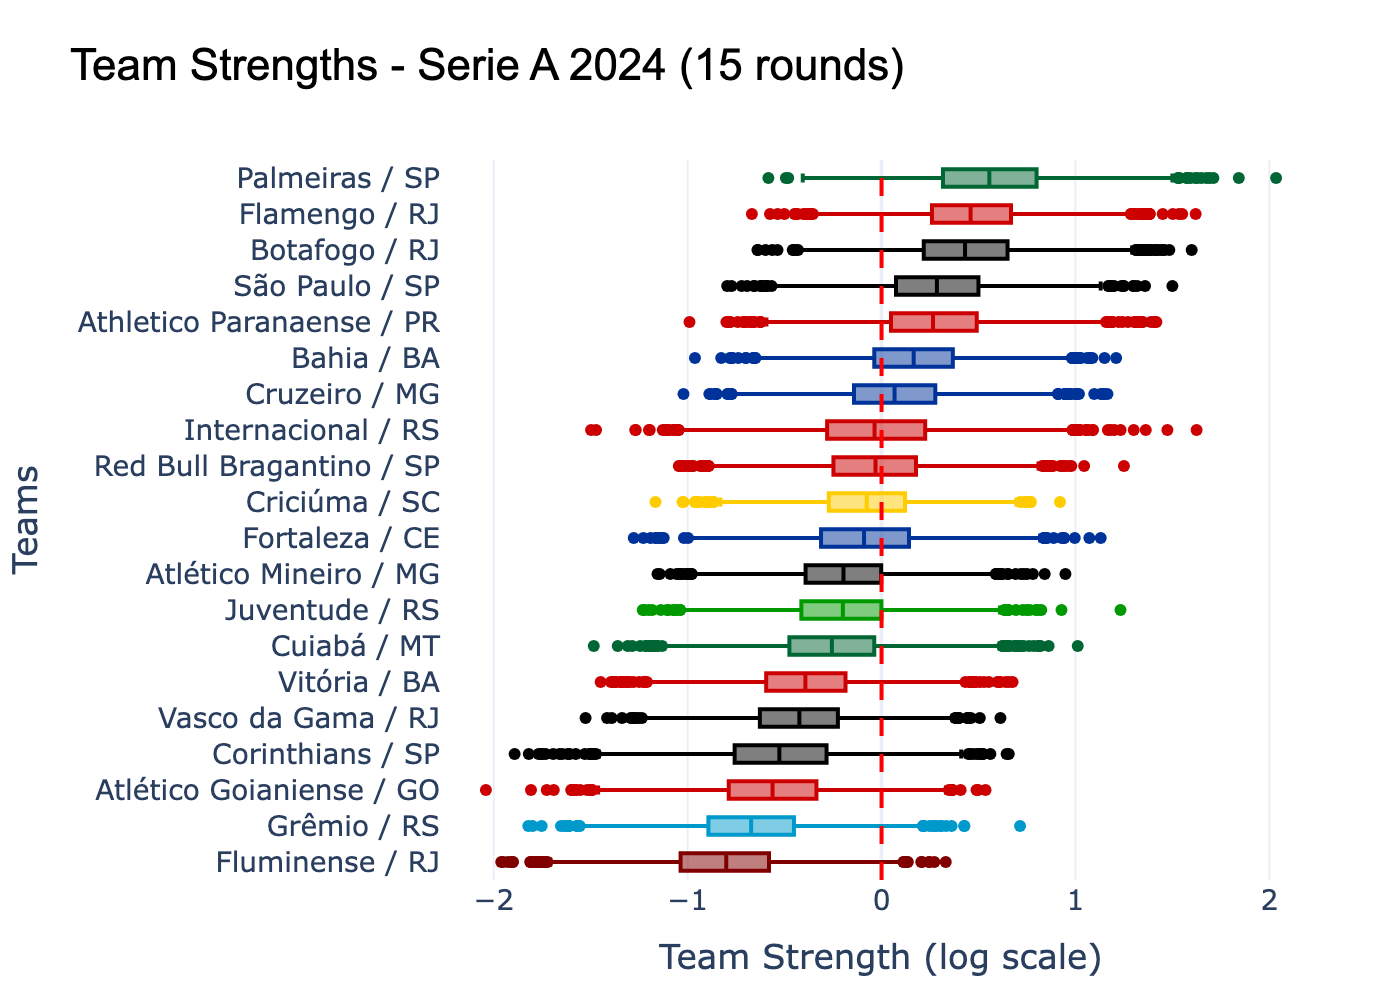 Team Strengths - Serie A 2024 (15 rounds)
Teams
Palmeiras / SP
Flamengo / RJ
Botafogo / RJ
São Paulo / SP
Athletico Paranaense / PR
Bahia / BA
Cruzeiro / MG
Internacional / RS
Red Bull Bragantino / SP
Criciúma / SC
Fortaleza / CE
Atlético Mineiro / MG
Juventude / RS
Cuiabá / MT
Vitória / BA
Vasco da Gama / RJ
Corinthians / SP
Atlético Goianiense / GO
Grêmio / RS
Fluminense / RJ
−2 −1 0 1 2
Team Strength (log scale)